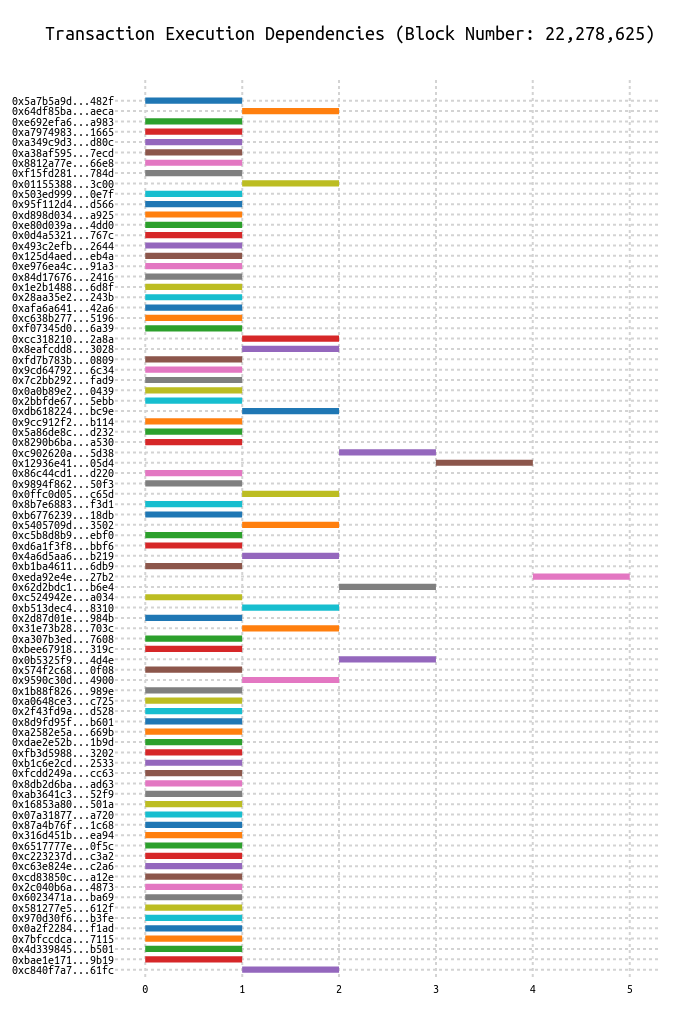 Transaction Execution Dependencies (Block Number: 22,278,625)
0x5a7b5a9d...482f
0x64df85ba...aeca
0xe692efa6...a983
0xa7974983...1665
0xa349c9d3...d80c
0xa38af595...7ecd
0x8812a77e...66e8
0xf15fd281...784d
0x01155388...3c00
0x503ed999...0e7f
0x95f112d4...d566
0xd898d034...a925
0xe80d039a...4dd0
0x0d4a5321...767c
0x493c2efb...2644
0x125d4aed...eb4a
0xe976ea4c...91a3
0x84d17676...2416
0x1e2b1488...6d8f
0x28aa35e2...243b
0xafa6a641...42a6
0xc638b277...5196
0xf07345d0...6a39
0xcc318210...2a8a
0x8eafcdd8...3028
0xfd7b783b...0809
0x9cd64792...6c34
0x7c2bb292...fad9
0x0a0b89e2...0439
0x2bbfde67...5ebb
0xdb618224...bc9e
0x9cc912f2...b114
0x5a86de8c...d232
0x8290b6ba...a530
0xc902620a...5d38
0x12936e41...05d4
0x86c44cd1...d220
0x9894f862...50f3
0x0ffc0d05...c65d
0x8b7e6883...f3d1
0xb6776239...18db
0x5405709d...3502
0xc5b8d8b9...ebf0
0xd6a1f3f8...bbf6
0x4a6d5aa6...b219
0xb1ba4611...6db9
0xeda92e4e...27b2
0x62d2bdc1...b6e4
0xc524942e...a034
0xb513dec4...8310
0x2d87d01e...984b
0x31e73b28...703c
0xa307b3ed...7608
0xbee67918...319c
0x0b5325f9...4d4e
0x574f2c68...0f08
0x9590c30d...4900
0x1b88f826...989e
0xa0648ce3...c725
0x2f43fd9a...d528
0x8d9fd95f...b601
0xa2582e5a...669b
0xdae2e52b...1b9d
0xfb3d5988...3202
0xb1c6e2cd...2533
0xfcdd249a...cc63
0x8db2d6ba...ad63
0xab3641c3...52f9
0x16853a80...501a
0x07a31877...a720
0x87a4b76f...1c68
0x316d451b...ea94
0x6517777e...0f5c
0xc223237d...c3a2
0xc63e824e...c2a6
0xcd83850c...a12e
0x2c040b6a...4873
0x6023471a...ba69
0x581277e5...612f
0x970d30f6...b3fe
0x0a2f2284...f1ad
0x7bfccdca...7115
0x4d339845...b501
0xbae1e171...9b19
0xc840f7a7...61fc
0 1 2 3 4 5